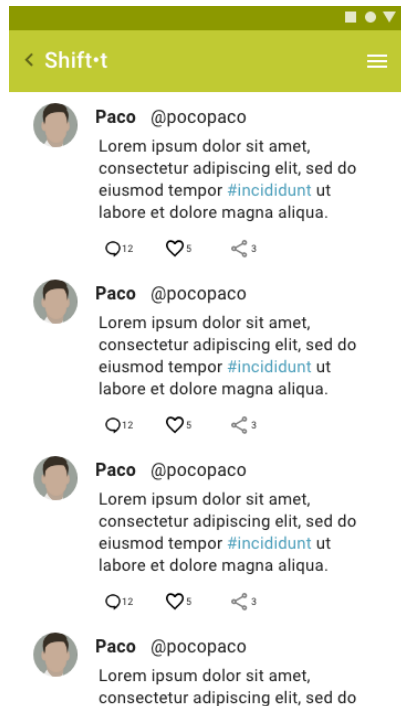 Shift•t
Paco @pocopaco
Lorem ipsum dolor sit amet,
consectetur adipiscing elit, sed do
eiusmod tempor #incididunt ut
labore et dolore magna aliqua.
12 5 3
Paco @pocopaco
Lorem ipsum dolor sit amet,
consectetur adipiscing elit, sed do
eiusmod tempor #incididunt ut
labore et dolore magna aliqua.
12 5 3
Paco @pocopaco
Lorem ipsum dolor sit amet,
consectetur adipiscing elit, sed do
eiusmod tempor #incididunt ut
labore et dolore magna aliqua.
12 5 3
Paco @pocopaco
Lorem ipsum dolor sit amet,
consectetur adipiscing elit, sed do